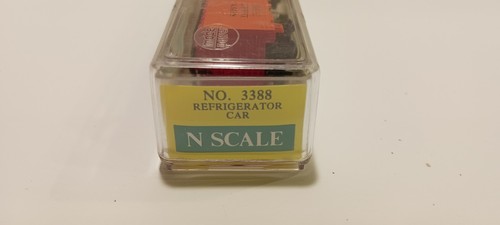 NO. 3388
REFRIGERATOR
CAR
N SCALE